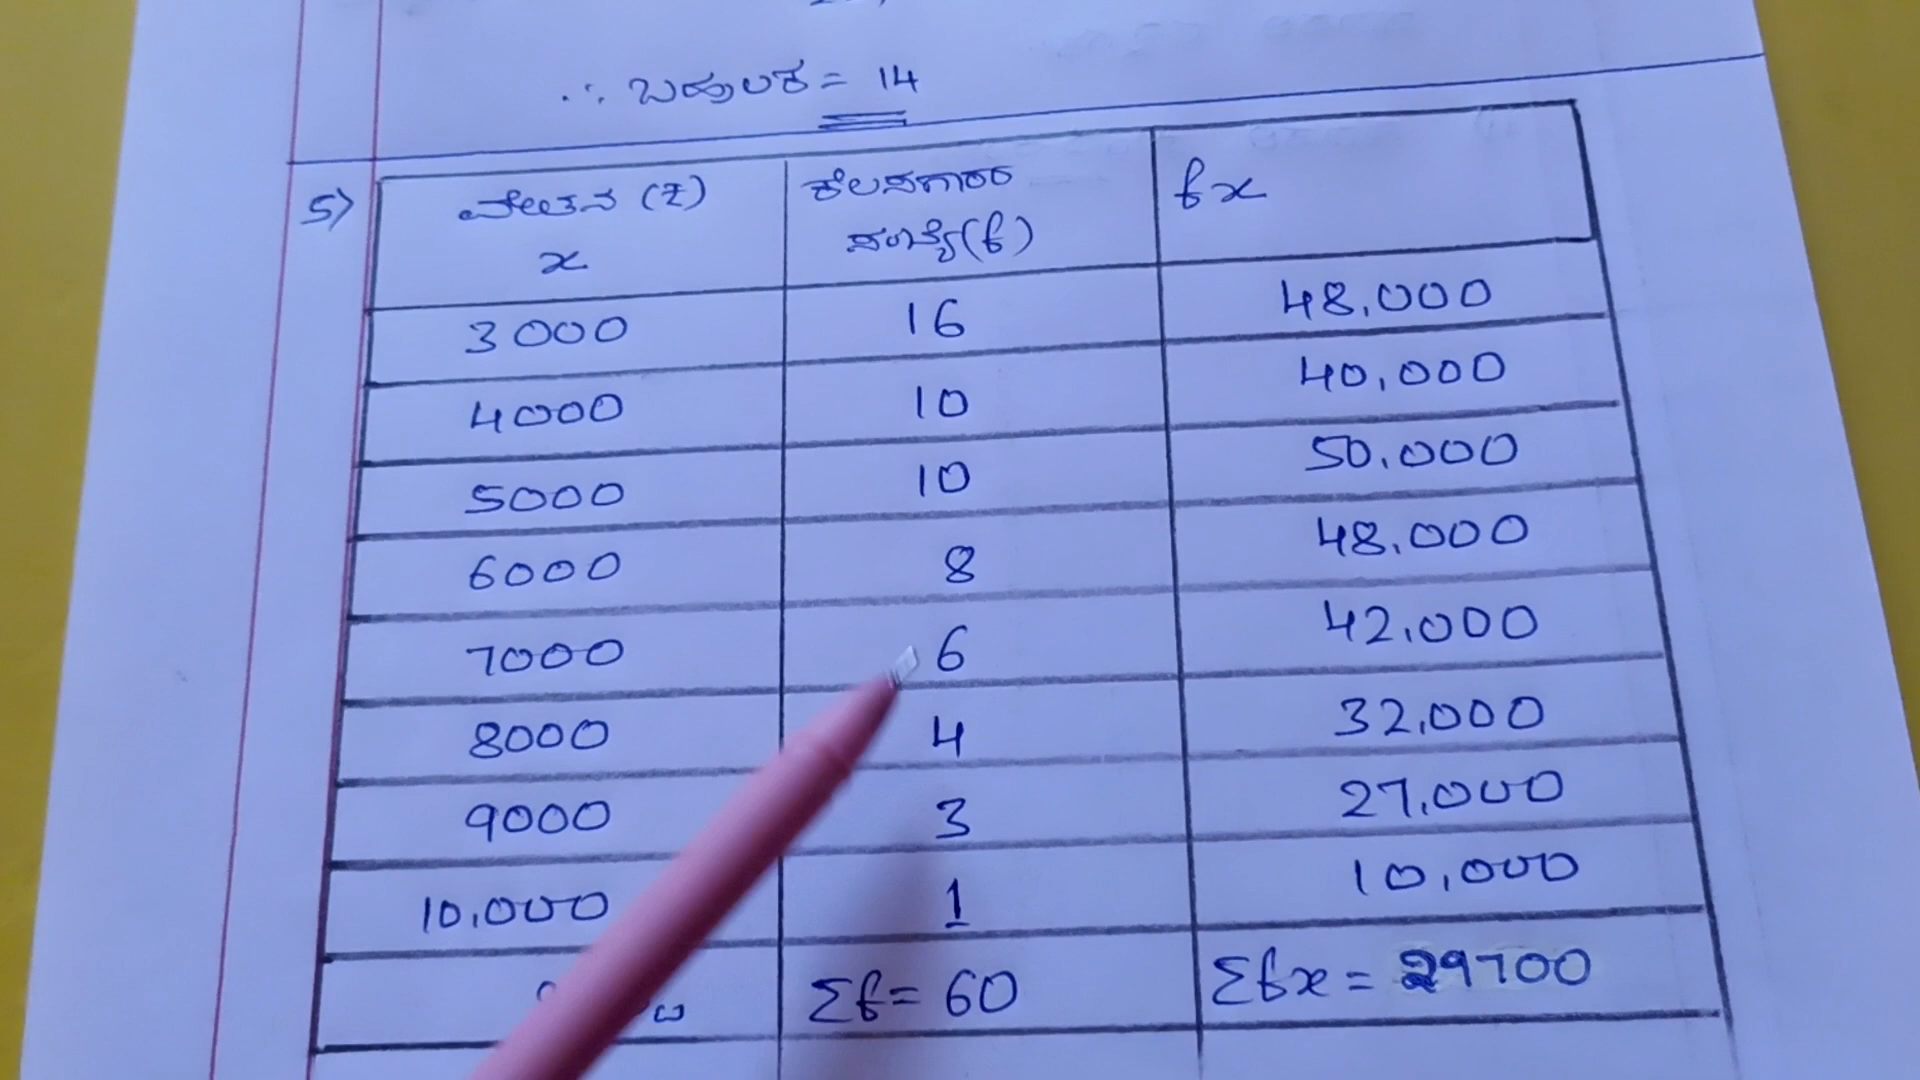 ∴ ಬಹುಲಕ = 14
5) ವೇತನ (₹) x ಕೆಲಸಗಾರರ ಸಂಖ್ಯೆ (f) fx
3000 16 48,000
4000 10 40,000
5000 10 50,000
6000 8 48,000
7000 6 42,000
8000 4 32,000
9000 3 27,000
10,000 1 10,000
Σf = 60 Σfx = 29700